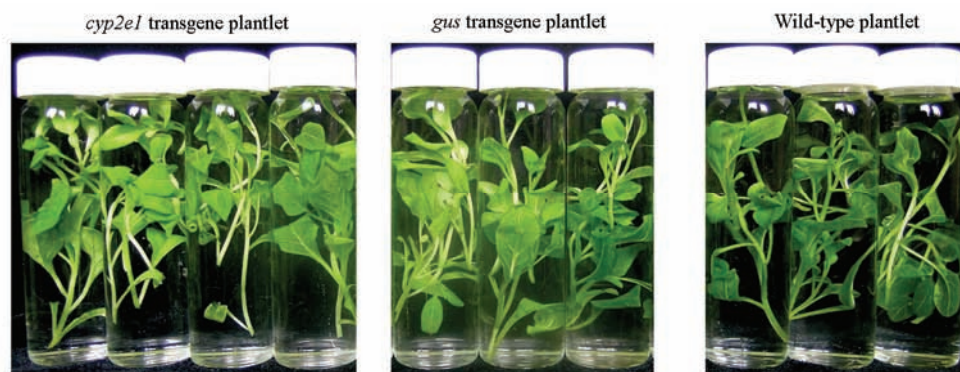 cyp2e1 transgene plantlet
gus transgene plantlet
Wild-type plantlet